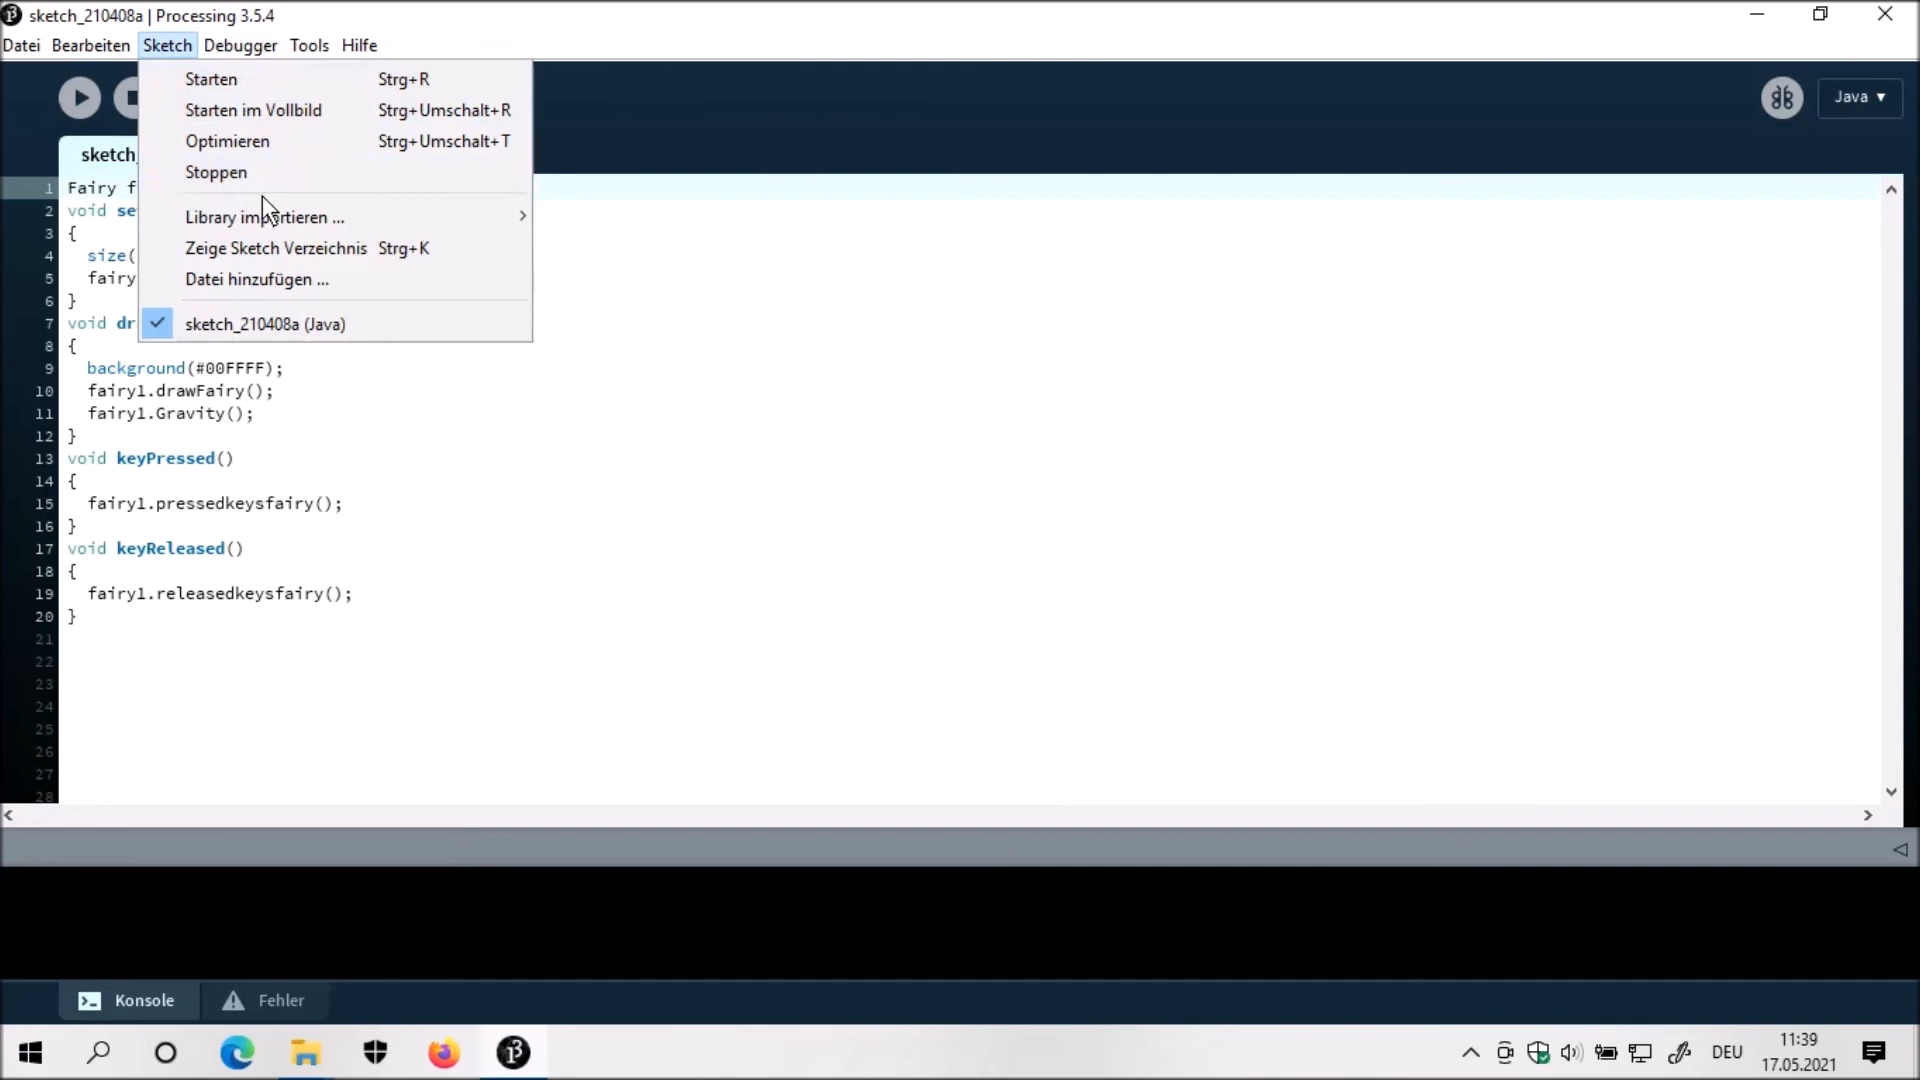 sketch_210408a | Processing 3.5.4
Datei Bearbeiten Sketch Debugger Tools Hilfe
Starten Strg+R
Starten im Vollbild Strg+Umschalt+R
Optimieren Strg+Umschalt+T
Stoppen
Library importieren ...
Zeige Sketch Verzeichnis Strg+K
Datei hinzufügen ...
sketch_210408a (Java)
Java
sketch_
1 Fairy f
2 void se
3 {
4 size(
5 fairy
6 }
7 void dr
8 {
9 background(#00FFFF);
10 fairy1.drawFairy();
11 fairy1.Gravity();
12 }
13 void keyPressed()
14 {
15 fairy1.pressedkeysfairy();
16 }
17 void keyReleased()
18 {
19 fairy1.releasedkeysfairy();
20 }
21
22
23
24
25
26
27
28
Konsole Fehler
DEU
11:39
17.05.2021